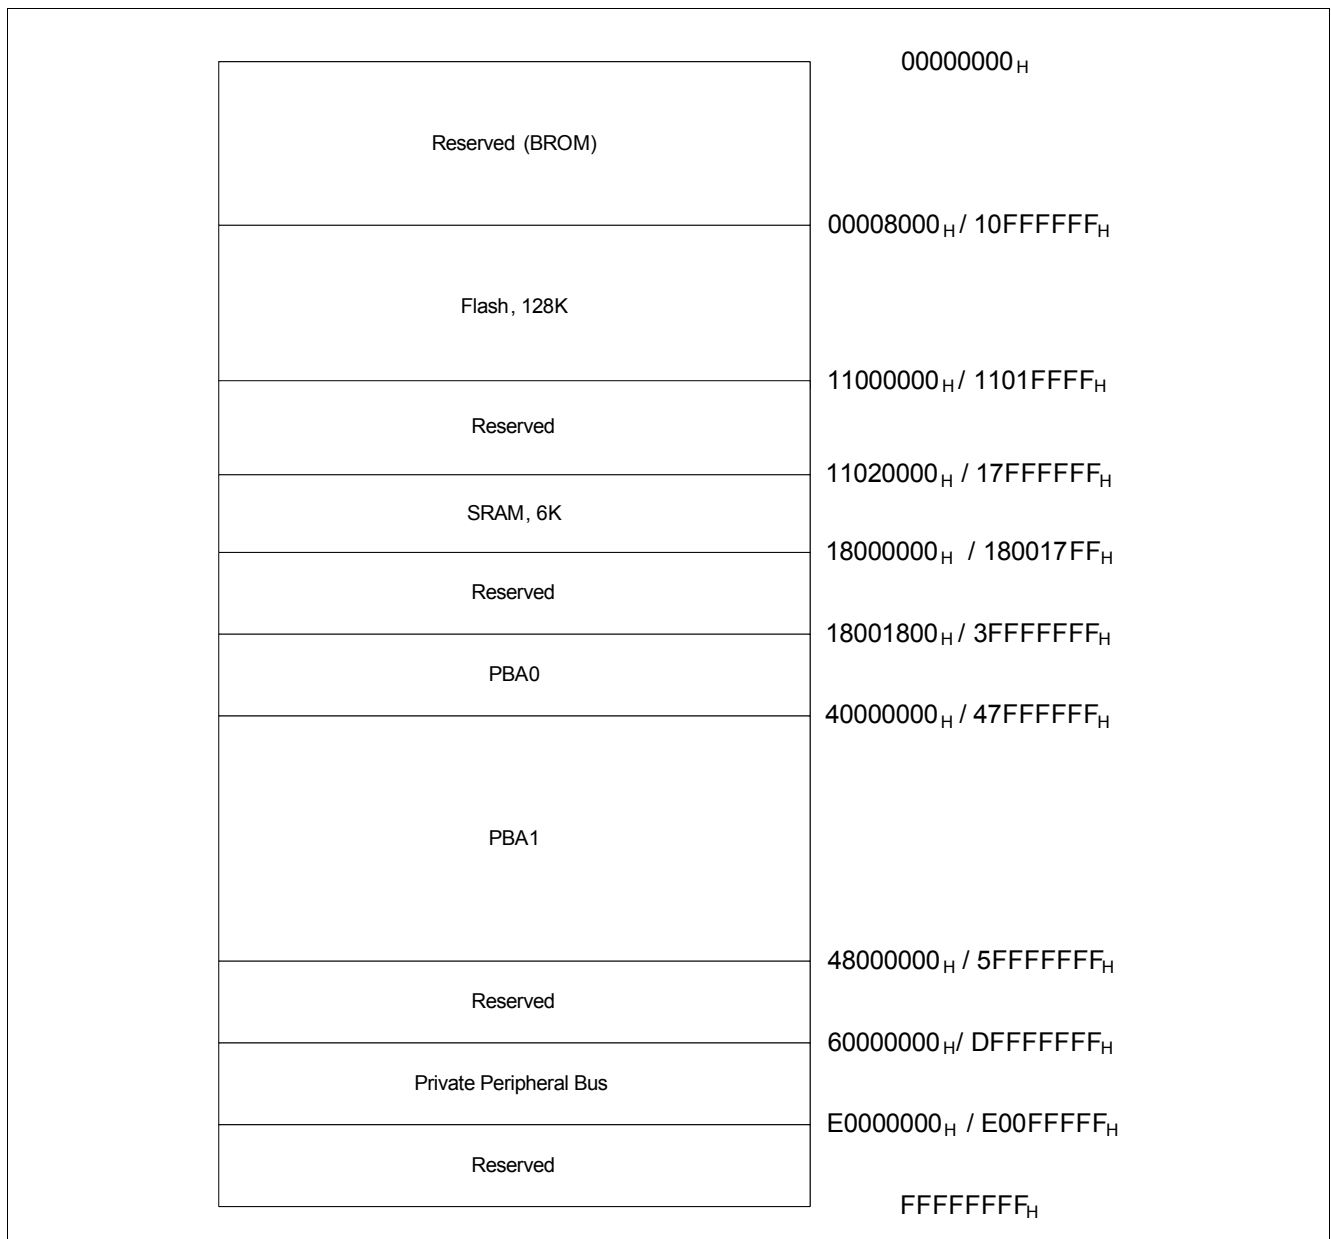 00000000H
Reserved (BROM)
00008000H / 10FFFFFFH
Flash, 128K
11000000H / 1101FFFFH
Reserved
11020000H / 17FFFFFFH
SRAM, 6K
18000000H / 180017FFH
Reserved
18001800H / 3FFFFFFFH
PBA0
40000000H / 47FFFFFFH
PBA1
48000000H / 5FFFFFFFH
Reserved
60000000H/ DFFFFFFFH
Private Peripheral Bus
E0000000H / E00FFFFFH
Reserved
FFFFFFFFH